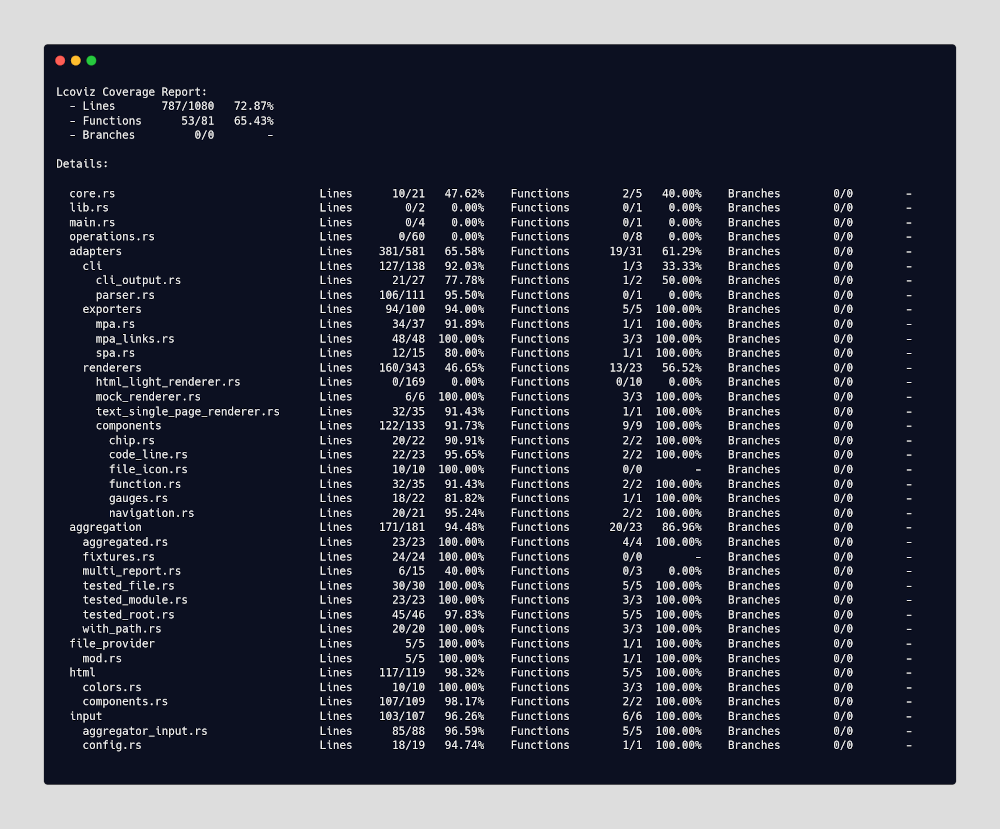 Lcoviz Coverage Report:
  - Lines       787/1080   72.87%
  - Functions      53/81   65.43%
  - Branches         0/0        -
Details:
  core.rs                               Lines      10/21   47.62%    Functions        2/5   40.00%    Branches        0/0        -
  lib.rs                                Lines        0/2    0.00%    Functions        0/1    0.00%    Branches        0/0        -
  main.rs                               Lines        0/4    0.00%    Functions        0/1    0.00%    Branches        0/0        -
  operations.rs                         Lines       0/60    0.00%    Functions        0/8    0.00%    Branches        0/0        -
  adapters                              Lines    381/581   65.58%    Functions      19/31   61.29%    Branches        0/0        -
    cli                                 Lines    127/138   92.03%    Functions        1/3   33.33%    Branches        0/0        -
      cli_output.rs                     Lines      21/27   77.78%    Functions        1/2   50.00%    Branches        0/0        -
      parser.rs                         Lines    106/111   95.50%    Functions        0/1    0.00%    Branches        0/0        -
    exporters                           Lines     94/100   94.00%    Functions        5/5  100.00%    Branches        0/0        -
      mpa.rs                            Lines      34/37   91.89%    Functions        1/1  100.00%    Branches        0/0        -
      mpa_links.rs                      Lines      48/48  100.00%    Functions        3/3  100.00%    Branches        0/0        -
      spa.rs                            Lines      12/15   80.00%    Functions        1/1  100.00%    Branches        0/0        -
    renderers                           Lines    160/343   46.65%    Functions      13/23   56.52%    Branches        0/0        -
      html_light_renderer.rs            Lines      0/169    0.00%    Functions       0/10    0.00%    Branches        0/0        -
      mock_renderer.rs                  Lines        6/6  100.00%    Functions        3/3  100.00%    Branches        0/0        -
      text_single_page_renderer.rs      Lines      32/35   91.43%    Functions        1/1  100.00%    Branches        0/0        -
      components                        Lines    122/133   91.73%    Functions        9/9  100.00%    Branches        0/0        -
        chip.rs                         Lines      20/22   90.91%    Functions        2/2  100.00%    Branches        0/0        -
        code_line.rs                    Lines      22/23   95.65%    Functions        2/2  100.00%    Branches        0/0        -
        file_icon.rs                    Lines      10/10  100.00%    Functions        0/0        -    Branches        0/0        -
        function.rs                     Lines      32/35   91.43%    Functions        2/2  100.00%    Branches        0/0        -
        gauges.rs                       Lines      18/22   81.82%    Functions        1/1  100.00%    Branches        0/0        -
        navigation.rs                   Lines      20/21   95.24%    Functions        2/2  100.00%    Branches        0/0        -
  aggregation                           Lines    171/181   94.48%    Functions      20/23   86.96%    Branches        0/0        -
    aggregated.rs                       Lines      23/23  100.00%    Functions        4/4  100.00%    Branches        0/0        -
    fixtures.rs                         Lines      24/24  100.00%    Functions        0/0        -    Branches        0/0        -
    multi_report.rs                     Lines       6/15   40.00%    Functions        0/3    0.00%    Branches        0/0        -
    tested_file.rs                      Lines      30/30  100.00%    Functions        5/5  100.00%    Branches        0/0        -
    tested_module.rs                    Lines      23/23  100.00%    Functions        3/3  100.00%    Branches        0/0        -
    tested_root.rs                      Lines      45/46   97.83%    Functions        5/5  100.00%    Branches        0/0        -
    with_path.rs                        Lines      20/20  100.00%    Functions        3/3  100.00%    Branches        0/0        -
  file_provider                         Lines        5/5  100.00%    Functions        1/1  100.00%    Branches        0/0        -
    mod.rs                              Lines        5/5  100.00%    Functions        1/1  100.00%    Branches        0/0        -
  html                                  Lines    117/119   98.32%    Functions        5/5  100.00%    Branches        0/0        -
    colors.rs                           Lines      10/10  100.00%    Functions        3/3  100.00%    Branches        0/0        -
    components.rs                       Lines    107/109   98.17%    Functions        2/2  100.00%    Branches        0/0        -
  input                                 Lines    103/107   96.26%    Functions        6/6  100.00%    Branches        0/0        -
    aggregator_input.rs                 Lines      85/88   96.59%    Functions        5/5  100.00%    Branches        0/0        -
    config.rs                           Lines      18/19   94.74%    Functions        1/1  100.00%    Branches        0/0        -